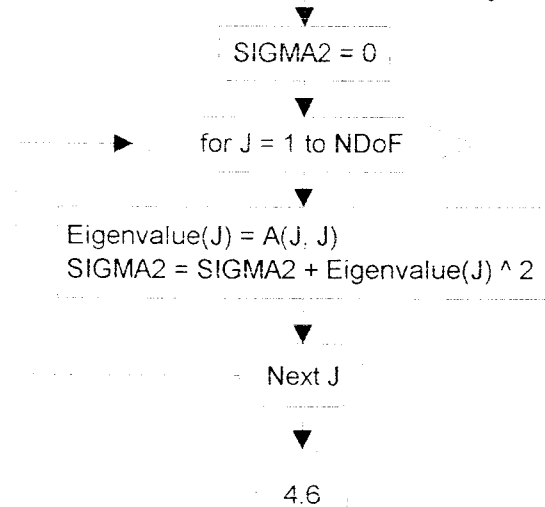 SIGMA2 = 0
for J = 1 to NDoF
Eigenvalue(J) = A(J, J)
SIGMA2 = SIGMA2 + Eigenvalue(J) ^ 2
Next J
4.6